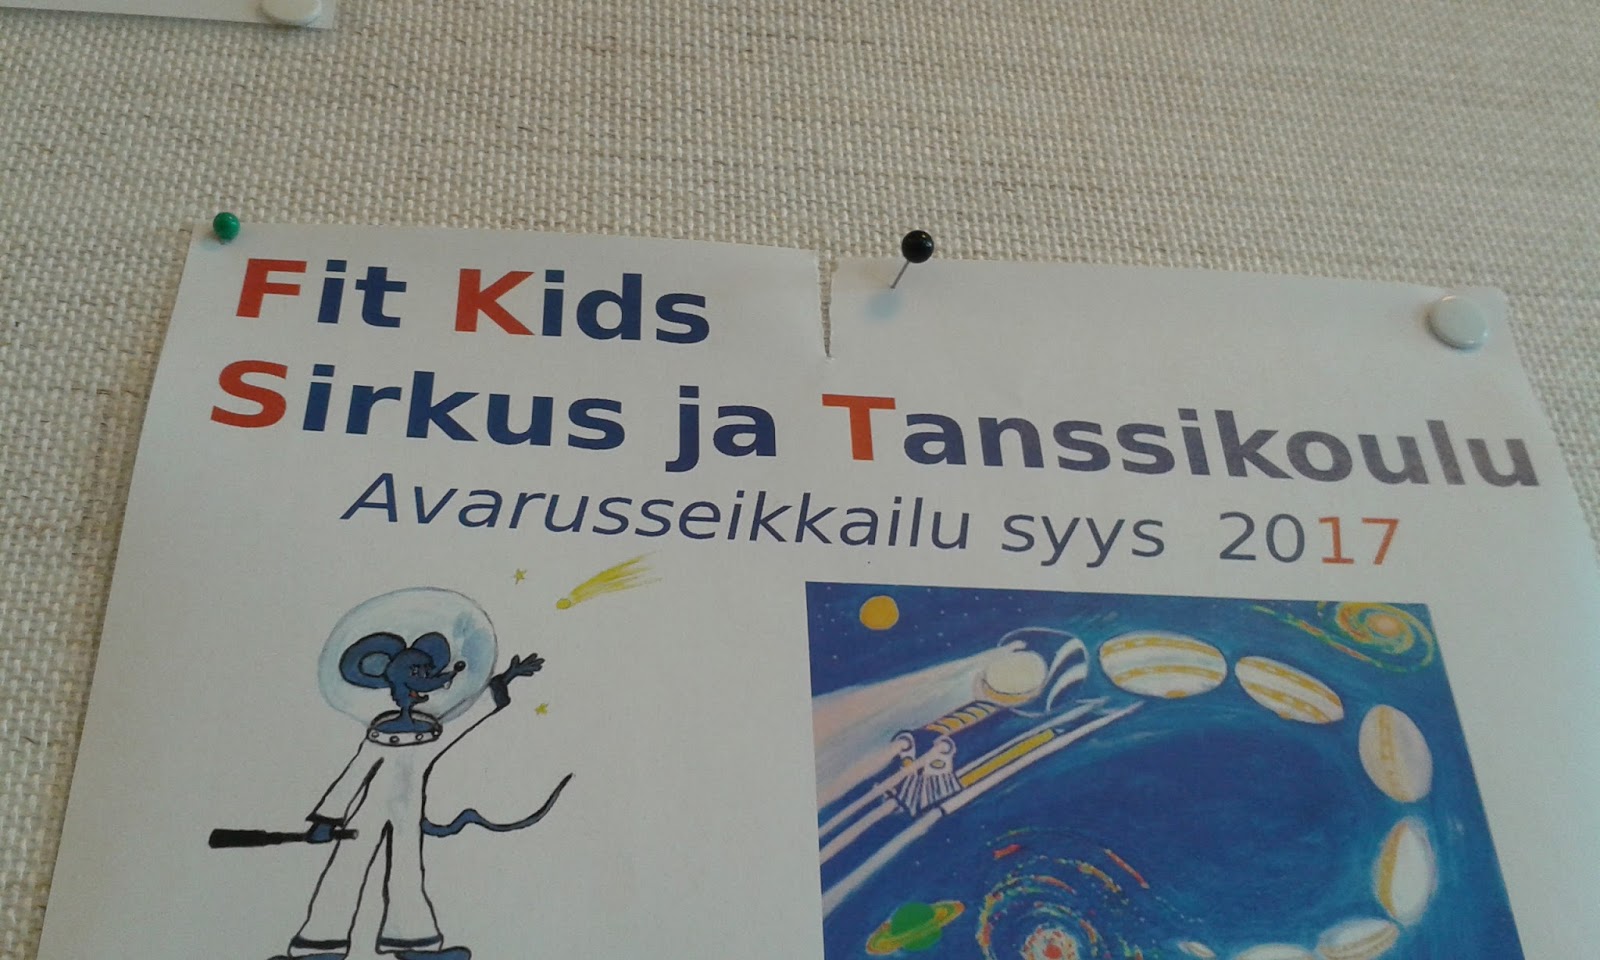 Fit Kids
Sirkus ja Tanssikoulu
Avarusseikkailu syys 2017